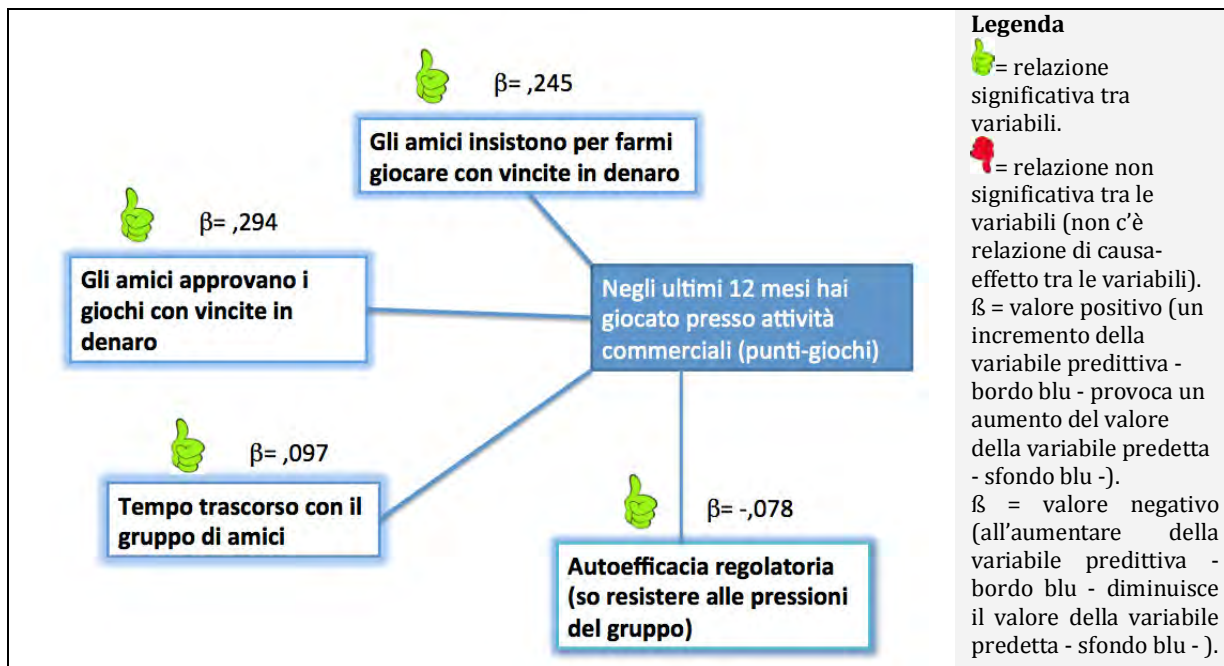 β= ,245
Gli amici insistono per farmi
giocare con vincite in denaro
β= ,294
Gli amici approvano i
giochi con vincite in
denaro
Negli ultimi 12 mesi hai
giocato presso attività
commerciali (punti-giochi)
β= ,097
Tempo trascorso con il
gruppo di amici
β= -,078
Autoefficacia regolatoria
(so resistere alle pressioni
del gruppo)
Legenda
= relazione
significativa tra
variabili.
= relazione non
significativa tra le
variabili (non c'è
relazione di causa-
effetto tra le variabili).
ß = valore positivo (un
incremento della
variabile predittiva -
bordo blu - provoca un
aumento del valore
della variabile predetta
- sfondo blu -).
ß = valore negativo
(all'aumentare della
variabile predittiva -
bordo blu - diminuisce
il valore della variabile
predetta - sfondo blu - ).